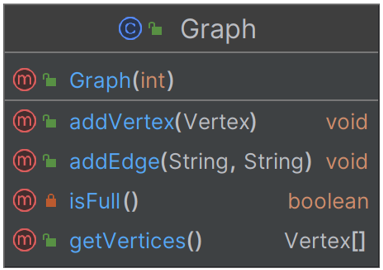 Graph
Graph(int)
addVertex(Vertex) void
addEdge(String, String) void
isFull() boolean
getVertices() Vertex[]